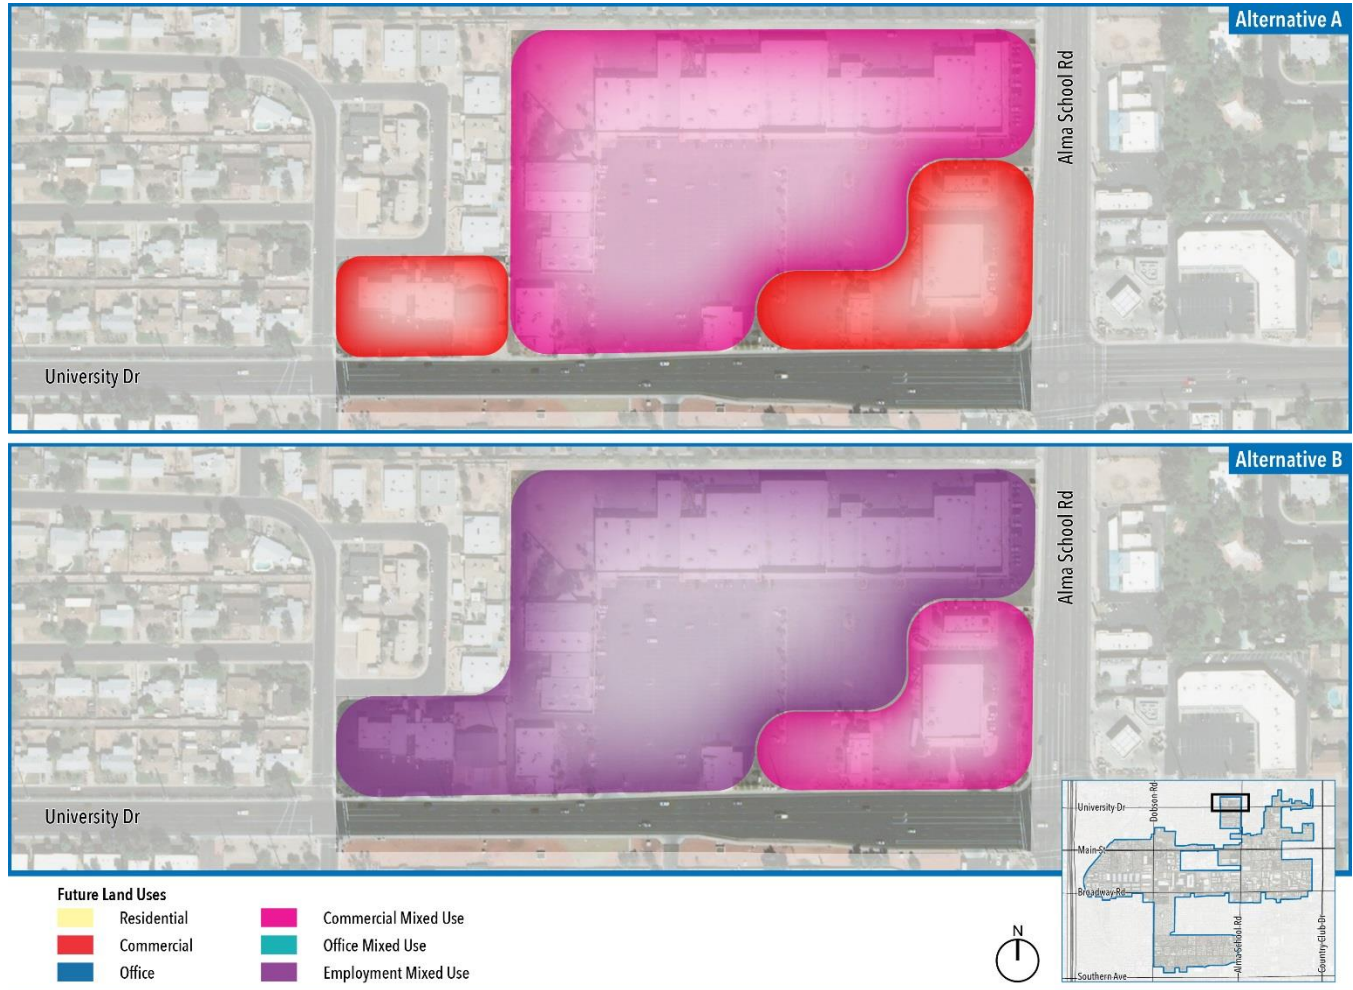 Alternative A
Alma School Rd
University Dr
Alternative B
Alma School Rd
University Dr
Future Land Uses
Residential
Commercial
Office
Commercial Mixed Use
Office Mixed Use
Employment Mixed Use
N
University Dr
Dobson Rd
Main St
Broadway Rd
Alma School Rd
Country Club Dr
Southern Ave